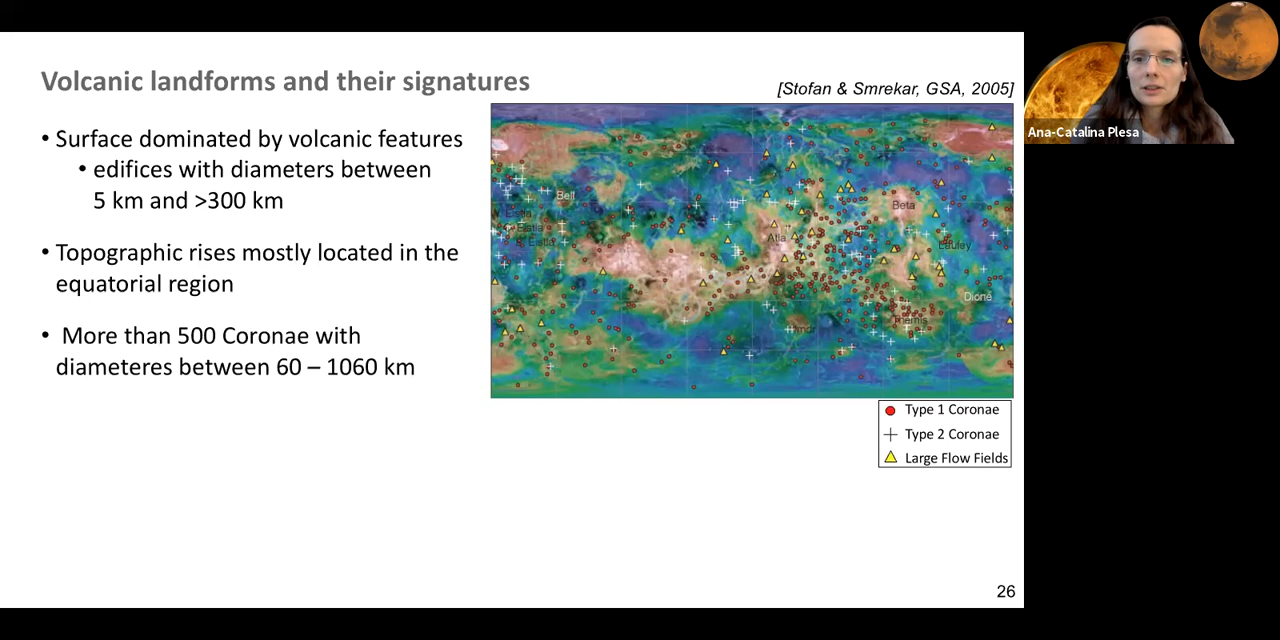 Volcanic landforms and their signatures
[Stofan & Smrekar, GSA, 2005]
• Surface dominated by volcanic features
• edifices with diameters between
5 km and >300 km
• Topographic rises mostly located in the
equatorial region
• More than 500 Coronae with
diameteres between 60 – 1060 km
Bell
Beta
Eistla
Eistla
Atla
Laufey
Dione
Themis
Imdr
Type 1 Coronae
Type 2 Coronae
Large Flow Fields
26
Ana-Catalina Plesa